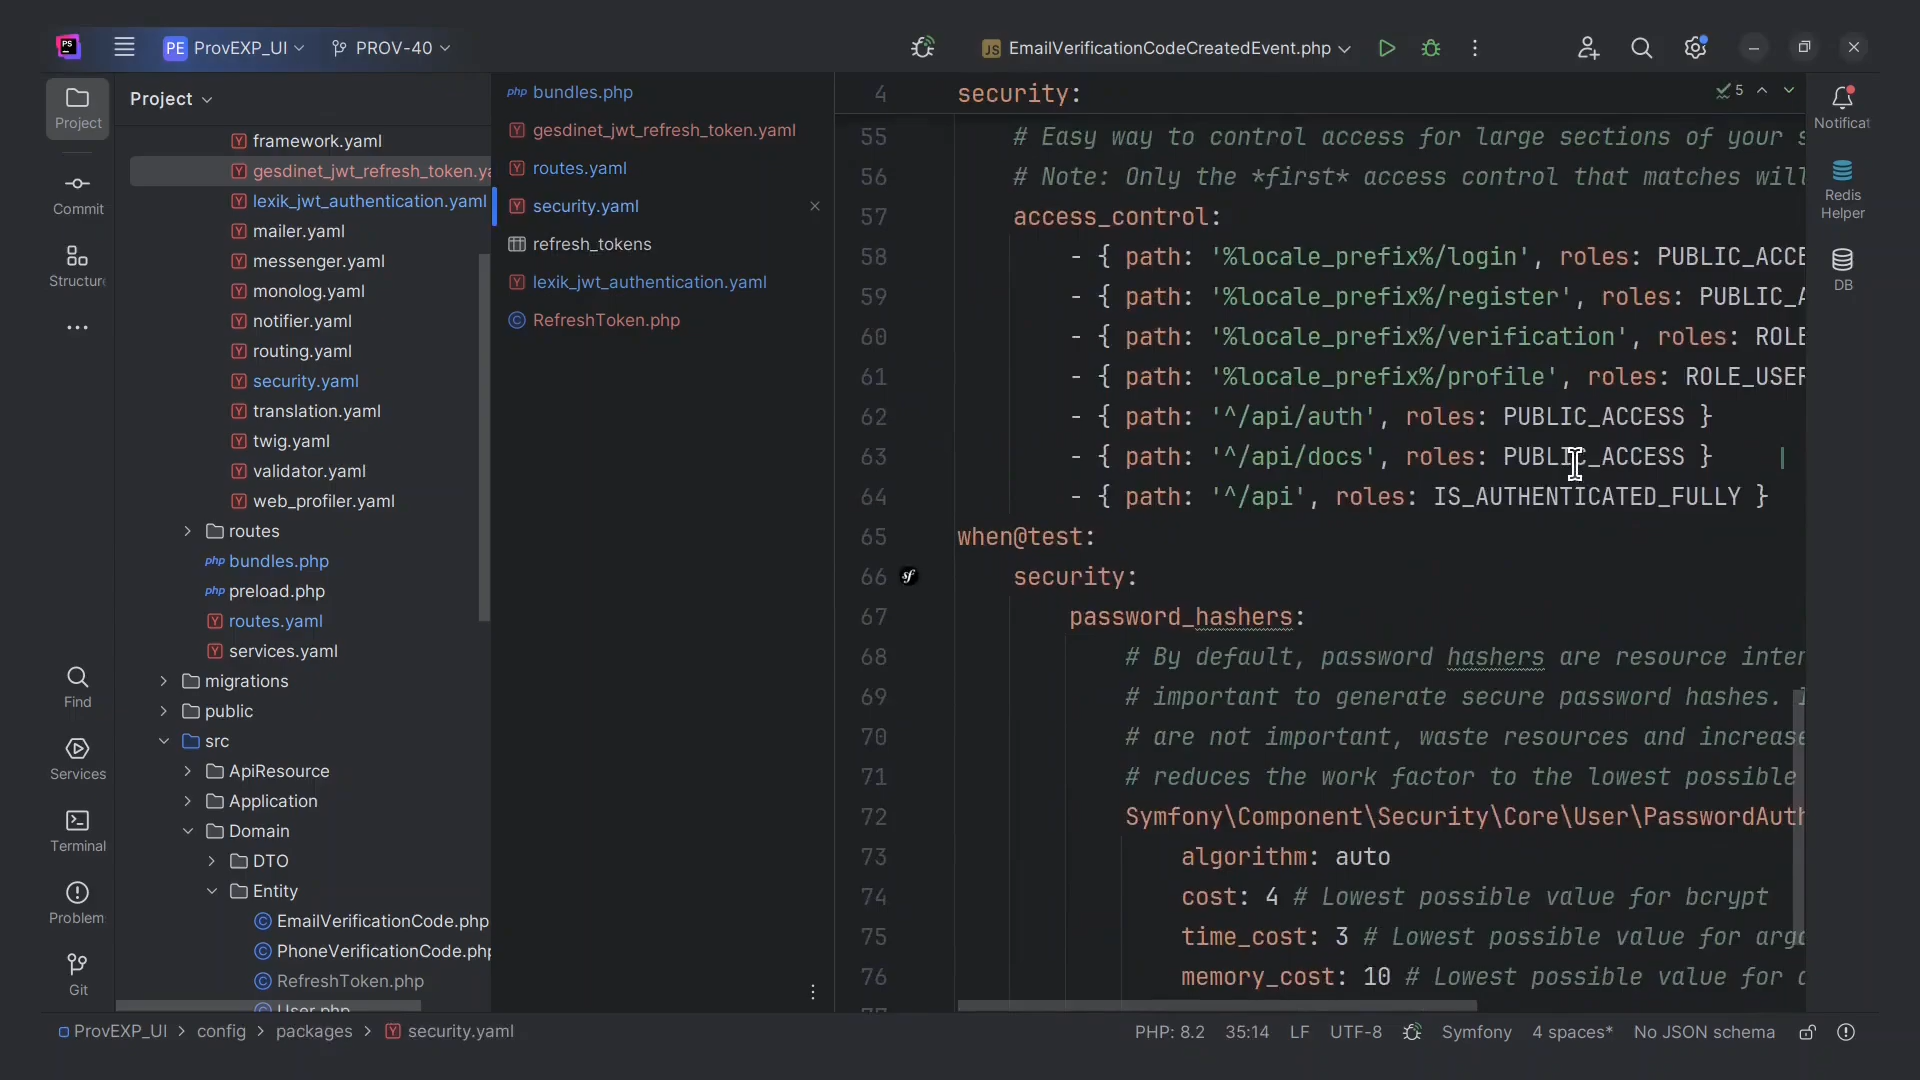 PS
PE ProvEXP_UI
PROV-40
JS EmailVerificationCodeCreatedEvent.php
Project
Commit
Structure
Find
Services
Terminal
Problem
Git
Project
framework.yaml
gesdinet_jwt_refresh_token.ya
lexik_jwt_authentication.yaml
mailer.yaml
messenger.yaml
monolog.yaml
notifier.yaml
routing.yaml
security.yaml
translation.yaml
twig.yaml
validator.yaml
web_profiler.yaml
routes
php bundles.php
php preload.php
routes.yaml
services.yaml
migrations
public
src
ApiResource
Application
Domain
DTO
Entity
EmailVerificationCode.php
PhoneVerificationCode.php
RefreshToken.php
User.php
php bundles.php
gesdinet_jwt_refresh_token.yaml
routes.yaml
security.yaml
refresh_tokens
lexik_jwt_authentication.yaml
RefreshToken.php
4 security:
5
55 # Easy way to control access for large sections of your s
56 # Note: Only the *first* access control that matches will
57 access_control:
58 - { path: '%locale_prefix%/login', roles: PUBLIC_ACCE
59 - { path: '%locale_prefix%/register', roles: PUBLIC_A
60 - { path: '%locale_prefix%/verification', roles: ROLE
61 - { path: '%locale_prefix%/profile', roles: ROLE_USER
62 - { path: '^/api/auth', roles: PUBLIC_ACCESS }
63 - { path: '^/api/docs', roles: PUBLIC_ACCESS }
64 - { path: '^/api', roles: IS_AUTHENTICATED_FULLY }
65 when@test:
66 security:
67 password_hashers:
68 # By default, password hashers are resource inter
69 # important to generate secure password hashes. I
70 # are not important, waste resources and increase
71 # reduces the work factor to the lowest possible
72 Symfony\Component\Security\Core\User\PasswordAuth
73 algorithm: auto
74 cost: 4 # Lowest possible value for bcrypt
75 time_cost: 3 # Lowest possible value for argo
76 memory_cost: 10 # Lowest possible value for a
Notificat
Redis
Helper
DB
ProvEXP_UI > config > packages > security.yaml
PHP: 8.2 35:14 LF UTF-8 Symfony 4 spaces* No JSON schema